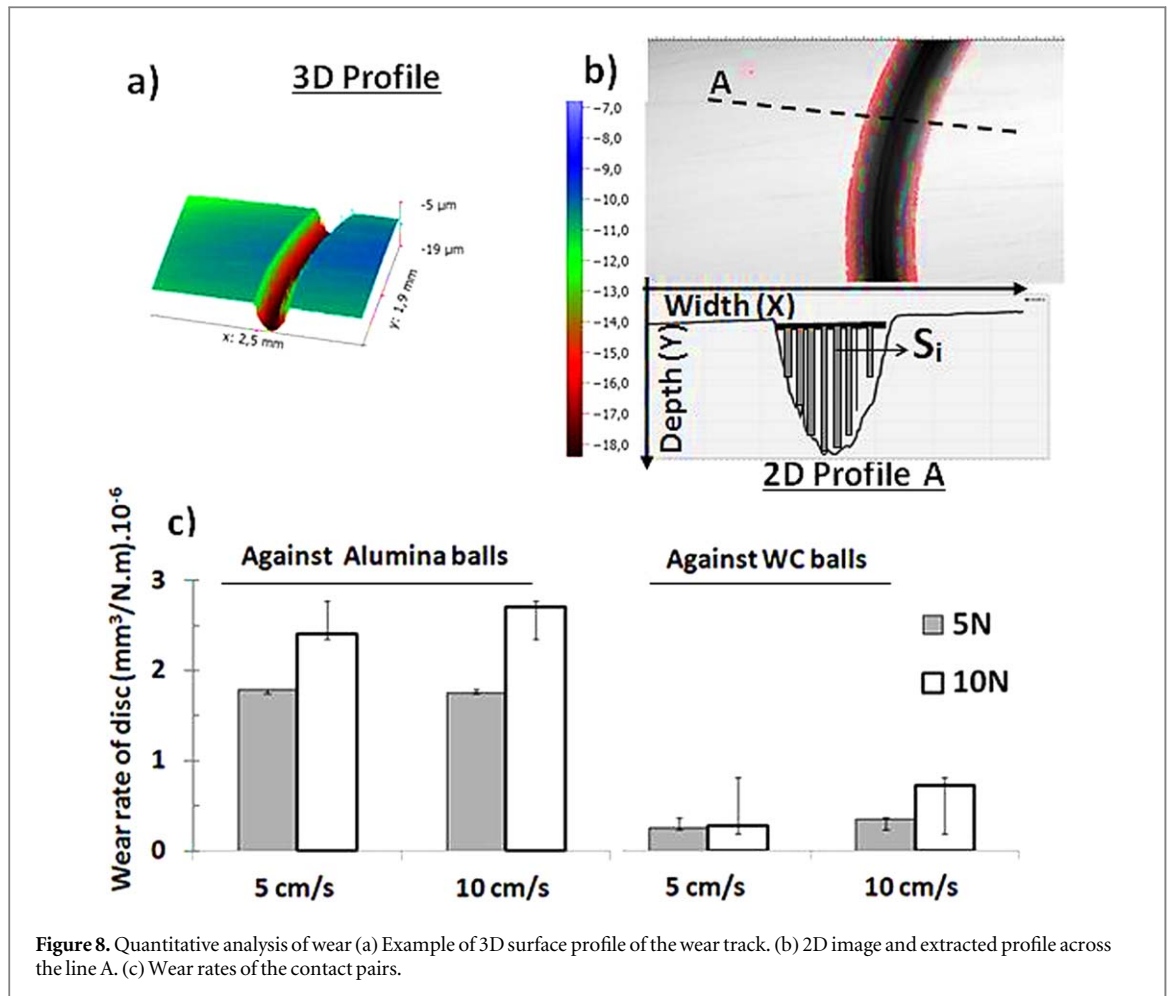 a)
3D Profile
-5 µm
-19 µm
y: 1,9 mm
x: 2,5 mm
b)
-7,0
-8,0
-9,0
-10,0
-11,0
-12,0
-13,0
-14,0
-15,0
-16,0
-17,0
-18,0
A
Width (X)
Depth (Y)
Si
2D Profile A
c)
Wear rate of disc (mm³/N.m).10⁻⁶
Against Alumina balls
Against WC balls
3
2
1
0
5N
10N
5 cm/s
10 cm/s
5 cm/s
10 cm/s
Figure 8. Quantitative analysis of wear (a) Example of 3D surface profile of the wear track. (b) 2D image and extracted profile across
the line A. (c) Wear rates of the contact pairs.